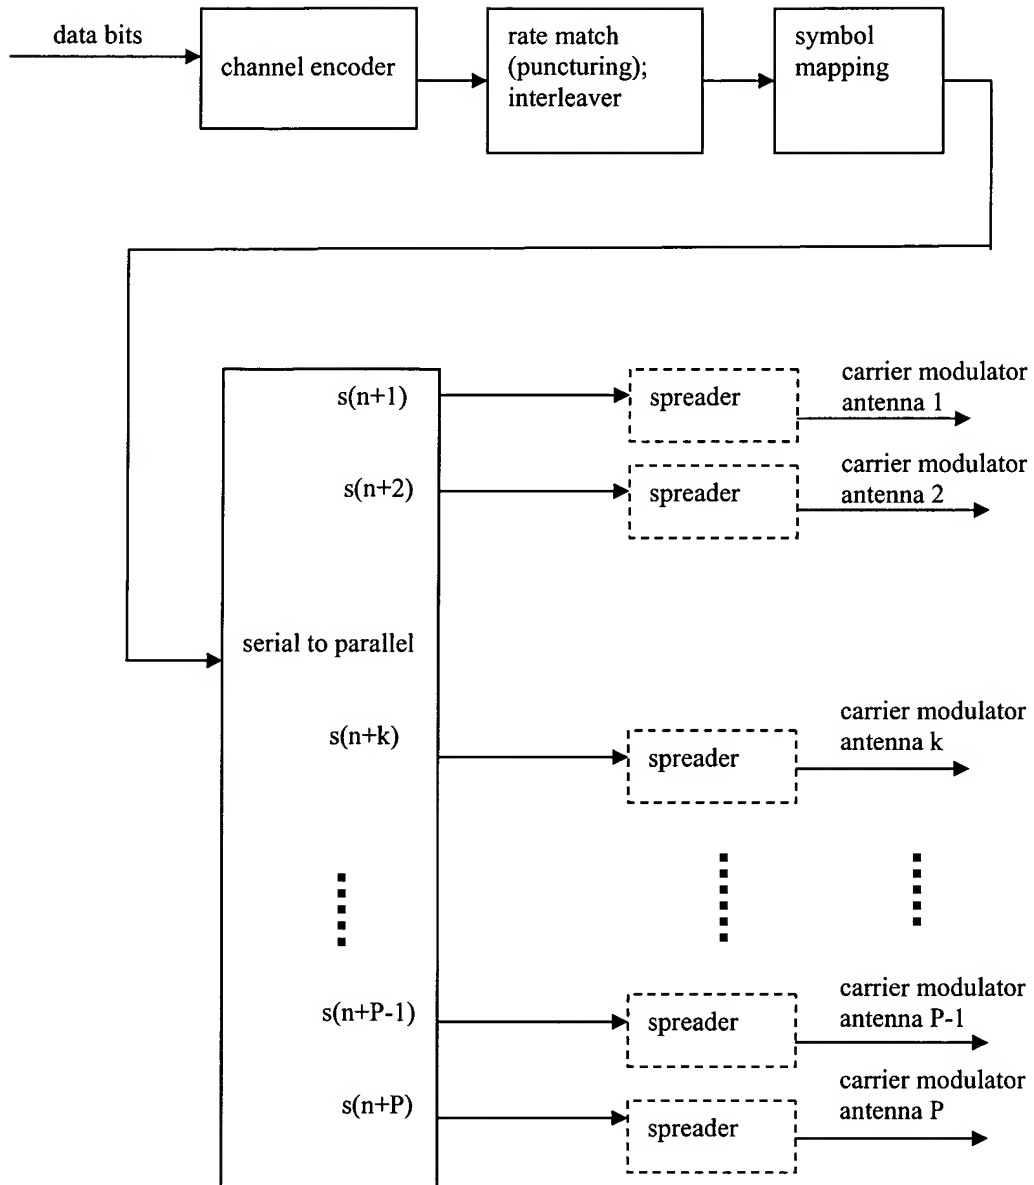 data bits
channel encoder
rate match
(puncturing);
interleaver
symbol
mapping
s(n+1)
spreader
carrier modulator
antenna 1
s(n+2)
spreader
carrier modulator
antenna 2
serial to parallel
s(n+k)
spreader
carrier modulator
antenna k
s(n+P-1)
spreader
carrier modulator
antenna P-1
s(n+P)
spreader
carrier modulator
antenna P